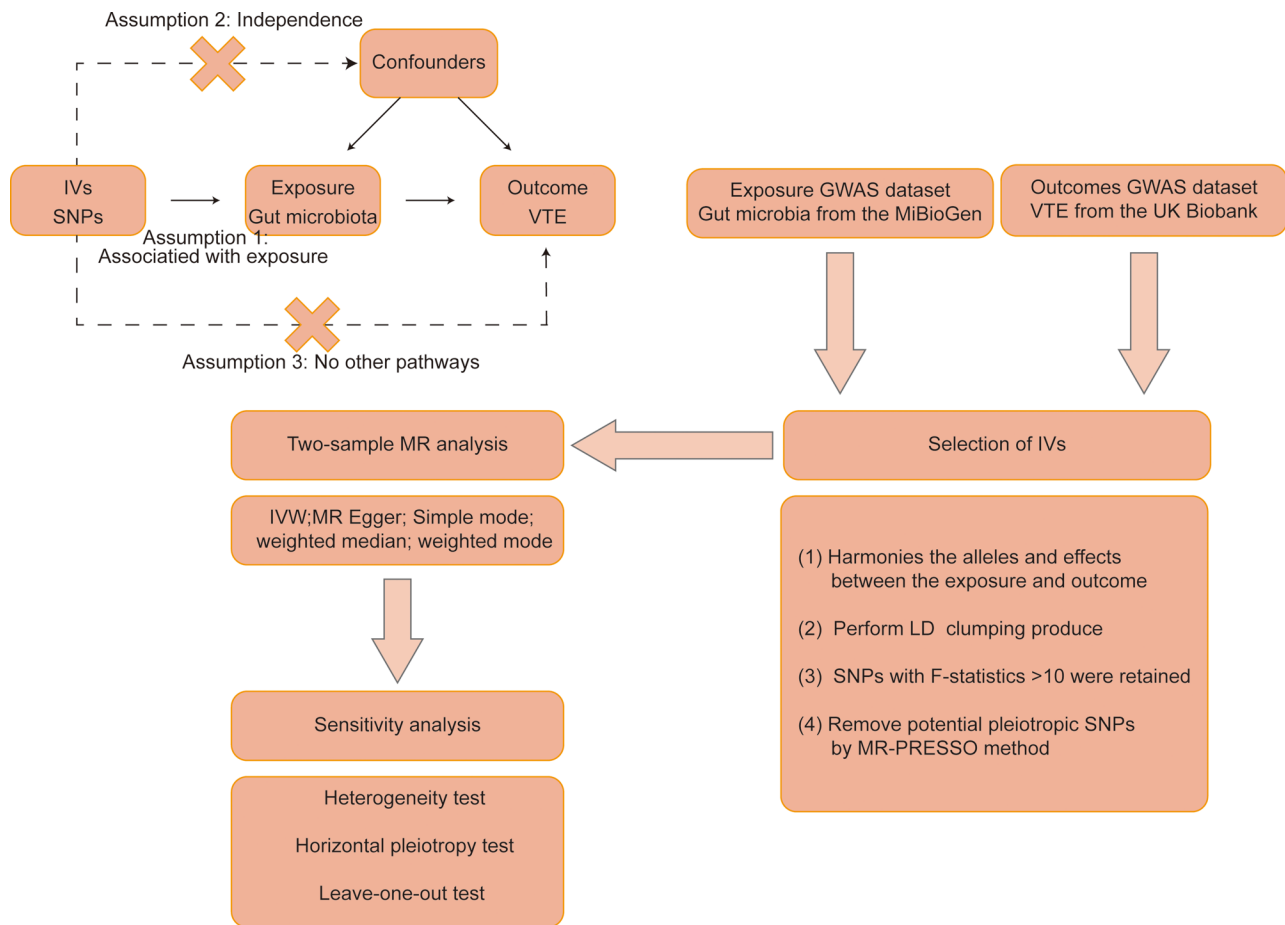 Assumption 2: Independence
Confounders
IVs
SNPs
Exposure
Gut microbiota
Outcome
VTE
Assumption 1:
Associatied with exposure
Assumption 3: No other pathways
Exposure GWAS dataset
Gut microbia from the MiBioGen
Outcomes GWAS dataset
VTE from the UK Biobank
Two-sample MR analysis
Selection of IVs
IVW;MR Egger; Simple mode;
weighted median; weighted mode
(1) Harmonies the alleles and effects
between the exposure and outcome
(2) Perform LD clumping produce
(3) SNPs with F-statistics >10 were retained
(4) Remove potential pleiotropic SNPs
by MR-PRESSO method
Sensitivity analysis
Heterogeneity test
Horizontal pleiotropy test
Leave-one-out test